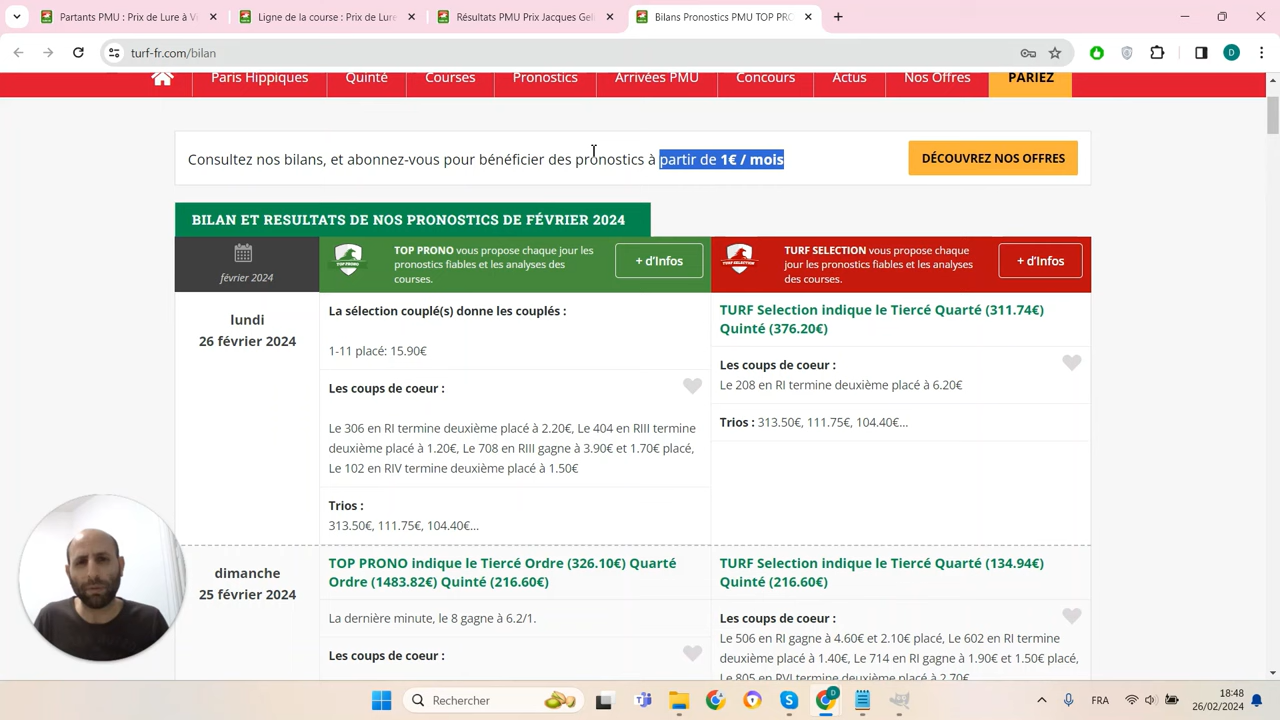 Partants PMU : Prix de Lure à V
Ligne de la course : Prix de Lure
Résultats PMU Prix Jacques Gel
Bilans Pronostics PMU TOP PRO
turf-fr.com/bilan
D
Paris Hippiques
Quinté
Courses
Pronostics
Arrivées PMU
Concours
Actus
Nos Offres
PARIEZ
Consultez nos bilans, et abonnez-vous pour bénéficier des pronostics à partir de 1€ / mois
DÉCOUVREZ NOS OFFRES
BILAN ET RESULTATS DE NOS PRONOSTICS DE FÉVRIER 2024
février 2024
TOP PRONO
TOP PRONO vous propose chaque jour les
pronostics fiables et les analyses des
courses.
+ d'Infos
TURF SELECTION
TURF SELECTION vous propose chaque
jour les pronostics fiables et les analyses
des courses.
+ d'Infos
lundi
26 février 2024
La sélection couplé(s) donne les couplés :
1-11 placé: 15.90€
Les coups de coeur :
Le 306 en RI termine deuxième placé à 2.20€, Le 404 en RIII termine
deuxième placé à 1.20€, Le 708 en RIII gagne à 3.90€ et 1.70€ placé,
Le 102 en RIV termine deuxième placé à 1.50€
Trios :
313.50€, 111.75€, 104.40€...
TURF Selection indique le Tiercé Quarté (311.74€)
Quinté (376.20€)
Les coups de coeur :
Le 208 en RI termine deuxième placé à 6.20€
Trios : 313.50€, 111.75€, 104.40€...
dimanche
25 février 2024
TOP PRONO indique le Tiercé Ordre (326.10€) Quarté
Ordre (1483.82€) Quinté (216.60€)
La dernière minute, le 8 gagne à 6.2/1.
Les coups de coeur :
TURF Selection indique le Tiercé Quarté (134.94€)
Quinté (216.60€)
Les coups de coeur :
Le 506 en RI gagne à 4.60€ et 2.10€ placé, Le 602 en RI termine
deuxième placé à 1.40€, Le 714 en RI gagne à 1.90€ et 1.50€ placé,
Le 805 en RVI termine deuxième placé à 2.70€
Rechercher
FRA
18:48
26/02/2024